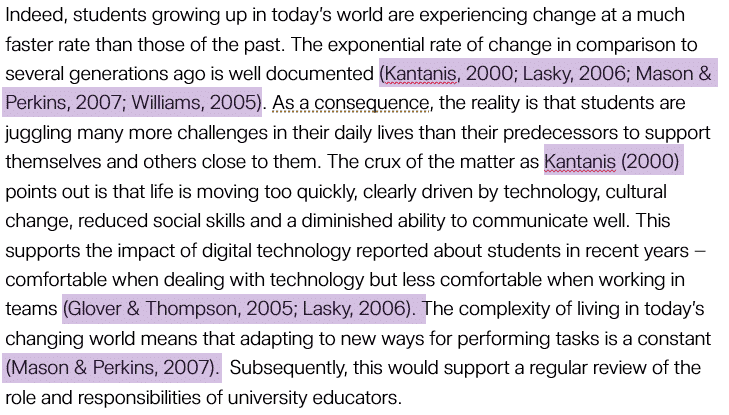 Indeed, students growing up in today's world are experiencing change at a much
faster rate than those of the past. The exponential rate of change in comparison to
several generations ago is well documented (Kantanis, 2000; Lasky, 2006; Mason &
Perkins, 2007; Williams, 2005). As a consequence, the reality is that students are
juggling many more challenges in their daily lives than their predecessors to support
themselves and others close to them. The crux of the matter as Kantanis (2000)
points out is that life is moving too quickly, clearly driven by technology, cultural
change, reduced social skills and a diminished ability to communicate well. This
supports the impact of digital technology reported about students in recent years –
comfortable when dealing with technology but less comfortable when working in
teams (Glover & Thompson, 2005; Lasky, 2006). The complexity of living in today's
changing world means that adapting to new ways for performing tasks is a constant
(Mason & Perkins, 2007).  Subsequently, this would support a regular review of the
role and responsibilities of university educators.